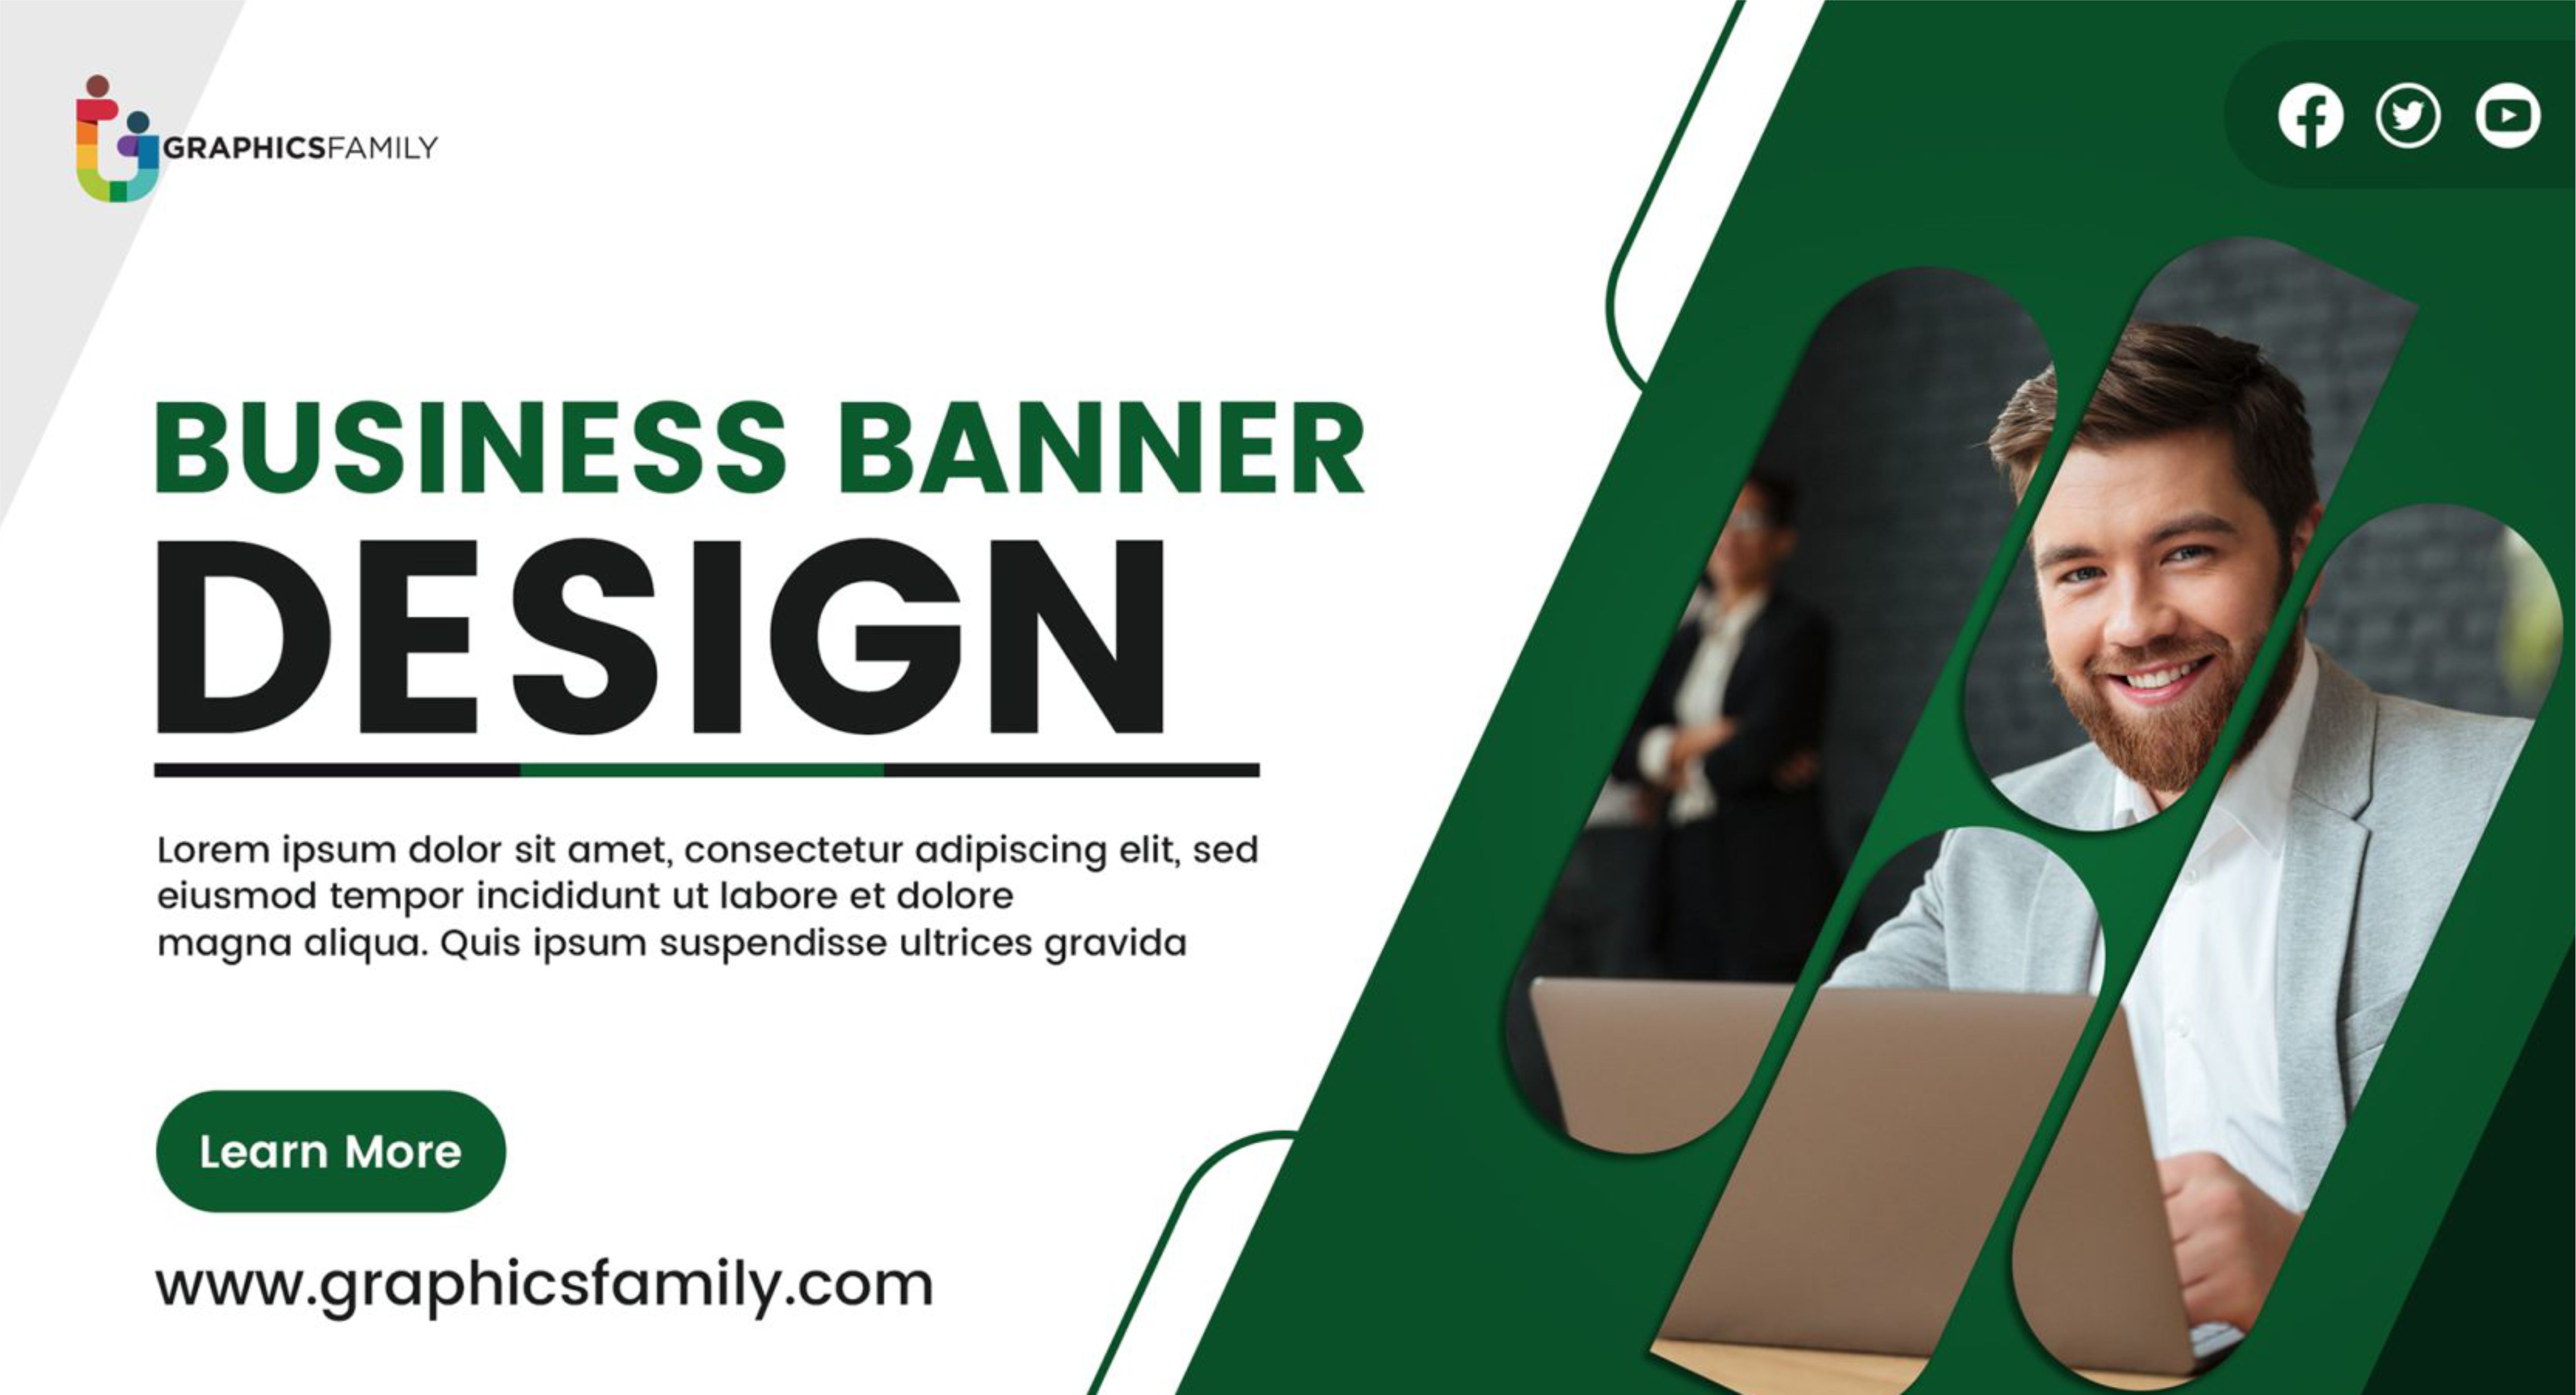 GRAPHICSFAMILY
BUSINESS BANNER
DESIGN
Lorem ipsum dolor sit amet, consectetur adipiscing elit, sed
eiusmod tempor incididunt ut labore et dolore
magna aliqua. Quis ipsum suspendisse ultrices gravida
Learn More
www.graphicsfamily.com